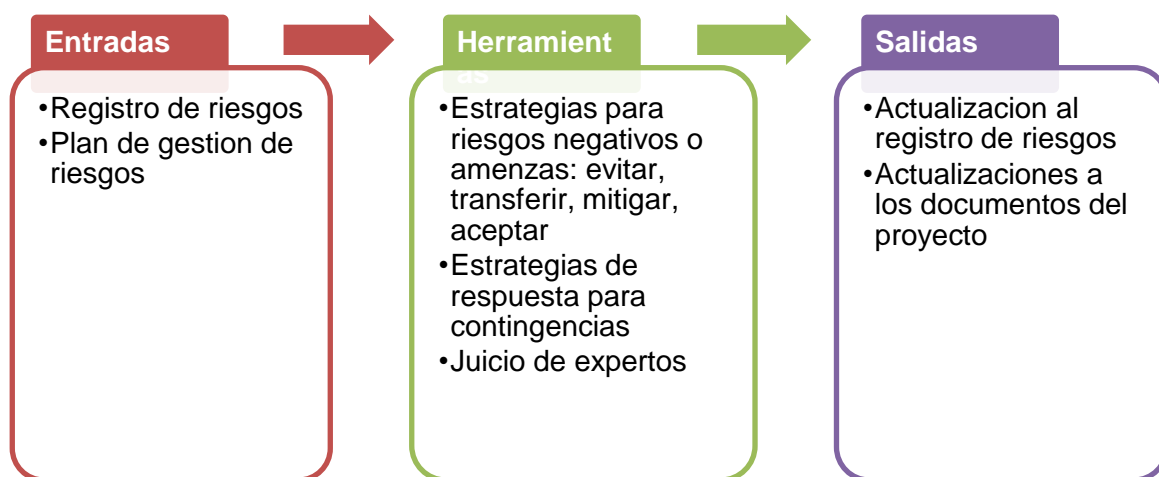 Entradas
•Registro de riesgos
•Plan de gestion de
riesgos
Herramient
as
•Estrategias para
riesgos negativos o
amenzas: evitar,
transferir, mitigar,
aceptar
•Estrategias de
respuesta para
contingencias
•Juicio de expertos
Salidas
•Actualizacion al
registro de riesgos
•Actualizaciones a
los documentos del
proyecto